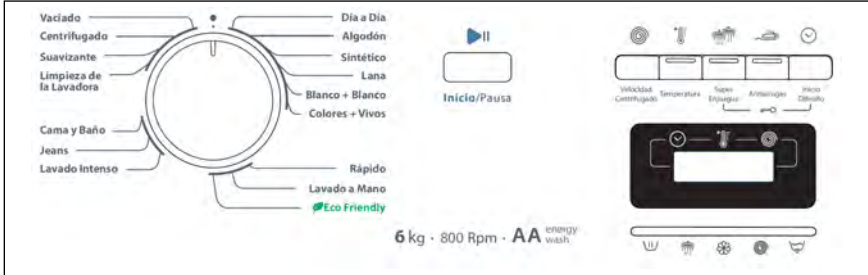 Vaciado
Centrifugado
Suavizante
Limpieza de
la Lavadora
Cama y Baño
Jeans
Lavado Intenso
Día a Día
Algodón
Sintético
Lana
Blanco + Blanco
Colores + Vivos
Rápido
Lavado a Mano
Eco Friendly
Inicio/Pausa
6 kg · 800 Rpm · AA energy
wash
Velocidad
Centrifugado
Temperatura
Super
Enjuague
Antiarrugas
Inicio
Diferido